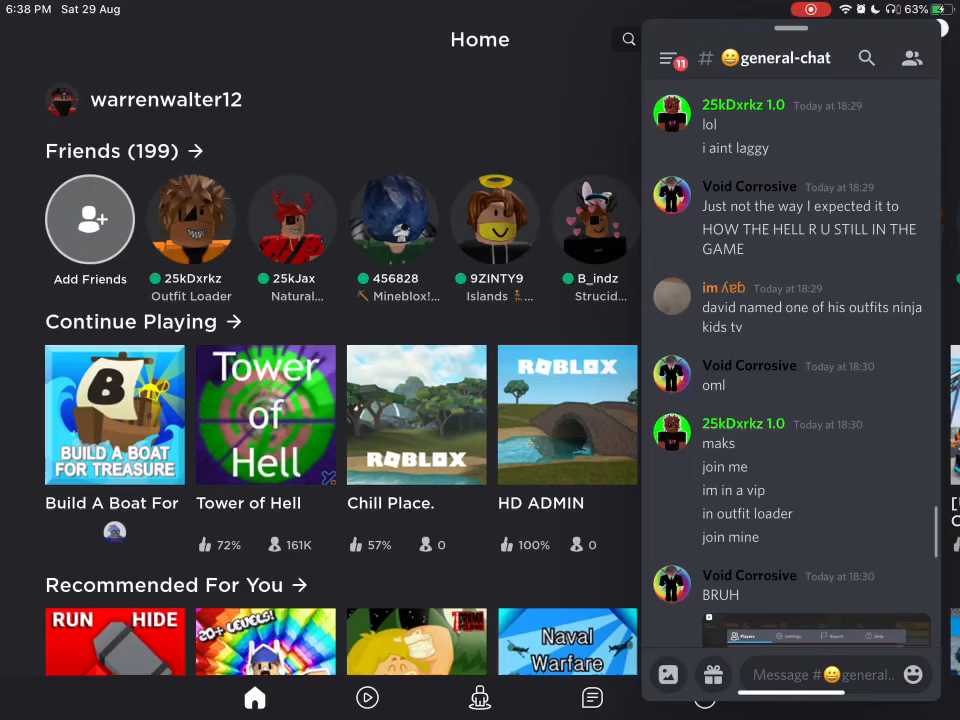 6:38 PM Sat 29 Aug
63%
Home
warrenwalter12
Friends (199) →
Add Friends
25kDxrkz
Outfit Loader
25kJax
Natural...
456828
⛏ Mineblox!...
9ZINTY9
Islands 🏝...
B_indz
Strucid...
Continue Playing →
B
BUILD A BOAT
FOR TREASURE
Tower
of
Hell
ROBLOX
ROBLOX
Build A Boat For
Tower of Hell
Chill Place.
HD ADMIN
72% 161K
57% 0
100% 0
Recommended For You →
RUN HIDE
20+ LEVELS!
Naval
Warfare
11
# 😀general-chat
25kDxrkz 1.0 Today at 18:29
lol
i aint laggy
Void Corrosive Today at 18:29
Just not the way I expected it to
HOW THE HELL R U STILL IN THE
GAME
im ʎɐƃ Today at 18:29
david named one of his outfits ninja
kids tv
Void Corrosive Today at 18:30
oml
25kDxrkz 1.0 Today at 18:30
maks
join me
im in a vip
in outfit loader
join mine
Void Corrosive Today at 18:30
BRUH
Players Settings Report Help
Message #😀general...